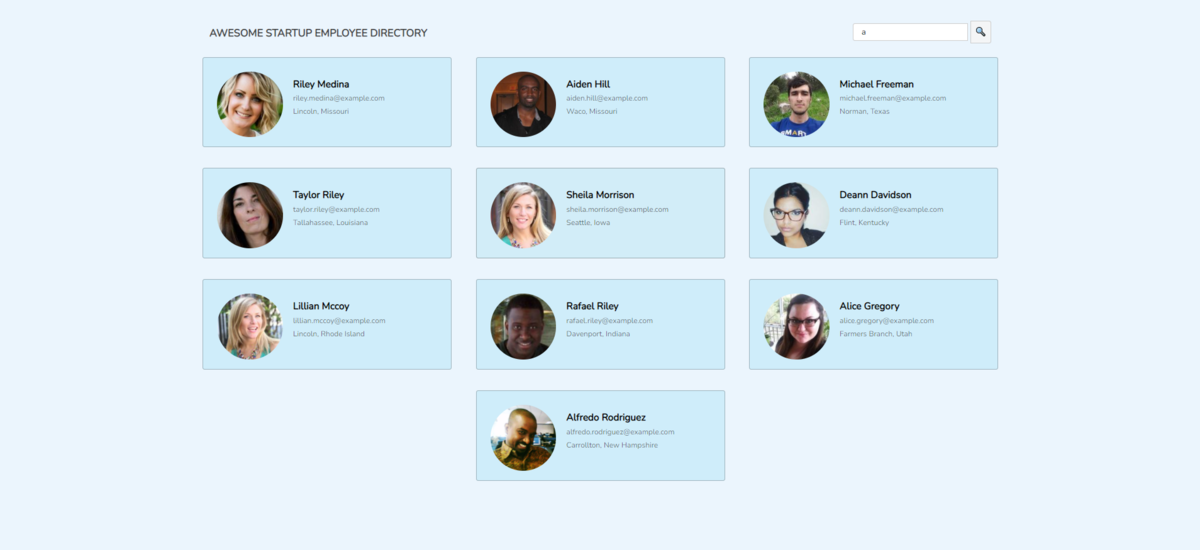 AWESOME STARTUP EMPLOYEE DIRECTORY
a
Riley Medina
riley.medina@example.com
Lincoln, Missouri
Aiden Hill
aiden.hill@example.com
Waco, Missouri
Michael Freeman
michael.freeman@example.com
Norman, Texas
MART
Taylor Riley
taylor.riley@example.com
Tallahassee, Louisiana
Sheila Morrison
sheila.morrison@example.com
Seattle, Iowa
Deann Davidson
deann.davidson@example.com
Flint, Kentucky
Lillian Mccoy
lillian.mccoy@example.com
Lincoln, Rhode Island
Rafael Riley
rafael.riley@example.com
Davenport, Indiana
Alice Gregory
alice.gregory@example.com
Farmers Branch, Utah
Alfredo Rodriguez
alfredo.rodriguez@example.com
Carrollton, New Hampshire